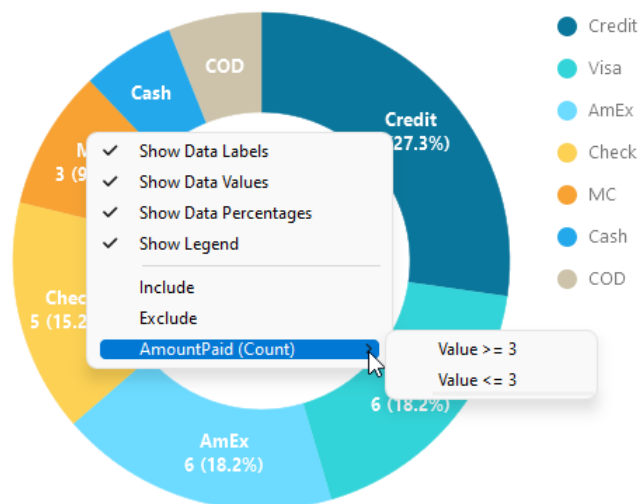 COD
Cash
Credit
27.3%)
3 (9
Check
5 (15.2
AmEx
6 (18.2%)
6 (18.2%)
Show Data Labels
Show Data Values
Show Data Percentages
Show Legend
Include
Exclude
AmountPaid (Count)
Value >= 3
Value <= 3
Credit
Visa
AmEx
Check
MC
Cash
COD